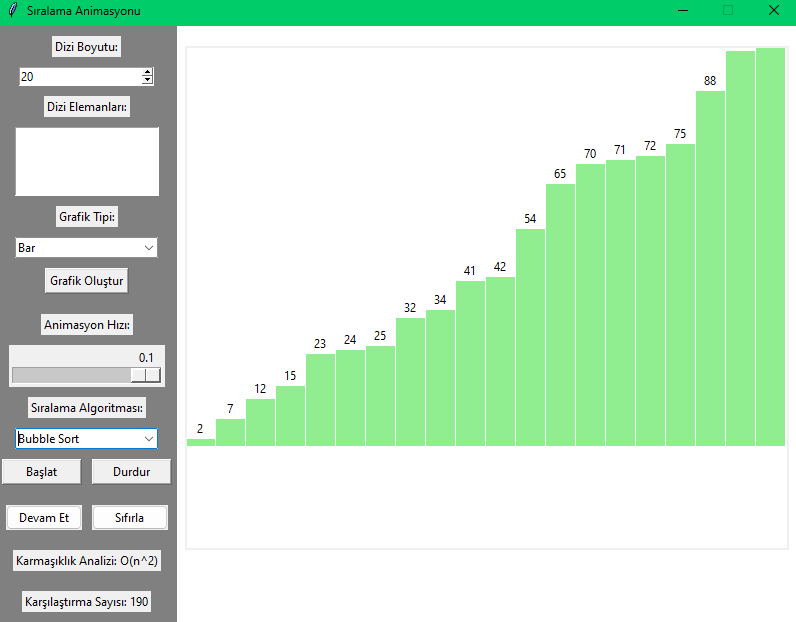 Sıralama Animasyonu
Dizi Boyutu:
20
Dizi Elemanları:
Grafik Tipi:
Bar
Grafik Oluştur
Animasyon Hızı:
0.1
Sıralama Algoritması:
Bubble Sort
Başlat
Durdur
Devam Et
Sıfırla
Karmaşıklık Analizi: O(n^2)
Karşılaştırma Sayısı: 190
2
7
12
15
23
24
25
32
34
41
42
54
65
70
71
72
75
88